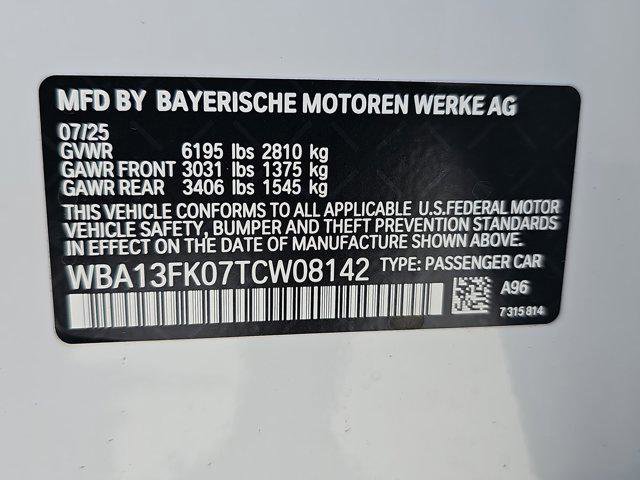 MFD BY BAYERISCHE MOTOREN WERKE AG
07/25
GVWR 6195 lbs 2810 kg
GAWR FRONT 3031 lbs 1375 kg
GAWR REAR 3406 lbs 1545 kg
THIS VEHICLE CONFORMS TO ALL APPLICABLE U.S.FEDERAL MOTOR
VEHICLE SAFETY, BUMPER AND THEFT PREVENTION STANDARDS
IN EFFECT ON THE DATE OF MANUFACTURE SHOWN ABOVE.
WBA13FK07TCW08142 TYPE: PASSENGER CAR
A96
7 315 814